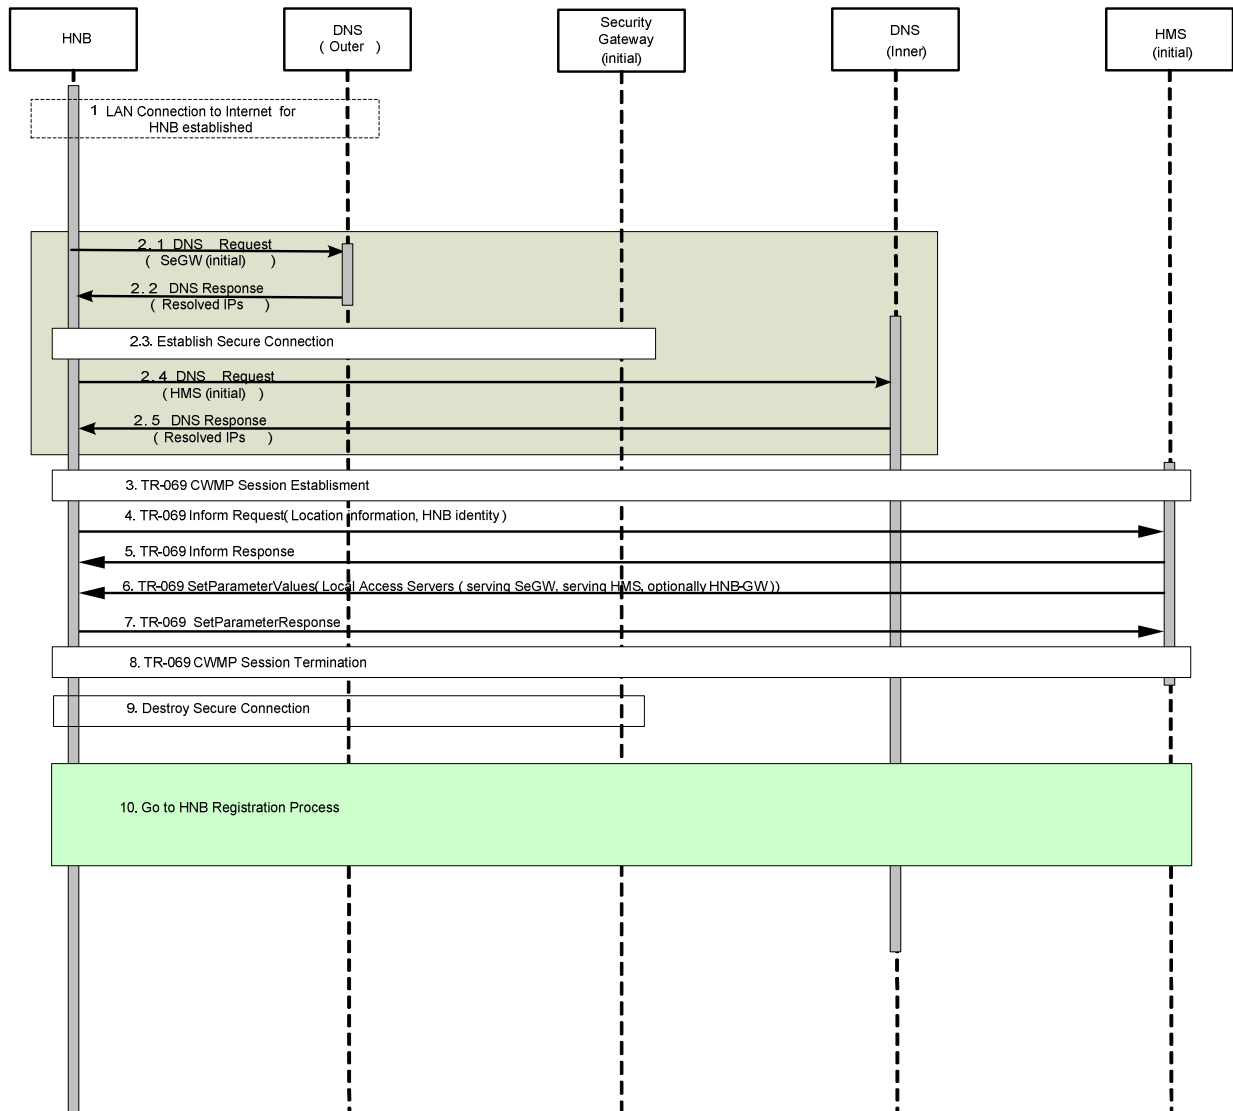 HNB
DNS
( Outer )
Security
Gateway
(initial)
DNS
(Inner)
HMS
(initial)
1 LAN Connection to Internet for
HNB established
2. 1 DNS Request
( SeGW (initial) )
2. 2 DNS Response
( Resolved IPs )
2.3. Establish Secure Connection
2. 4 DNS Request
(HMS (initial) )
2. 5 DNS Response
( Resolved IPs )
3. TR-069 CWMP Session Establisment
4. TR-069 Inform Request( Location information, HNB identity )
5. TR-069 Inform Response
6. TR-069 SetParameterValues( Local Access Servers ( serving SeGW, serving HMS, optionally HNB-GW ))
7. TR-069 SetParameterResponse
8. TR-069 CWMP Session Termination
9. Destroy Secure Connection
10. Go to HNB Registration Process